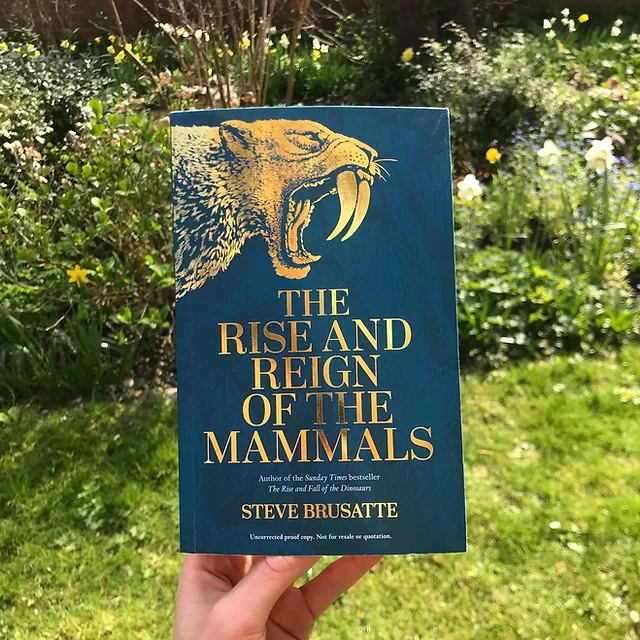 THE
RISE AND
REIGN
OF THE
MAMMALS
Author of the Sunday Times bestseller
The Rise and Fall of the Dinosaurs
STEVE BRUSATTE
Uncorrected proof copy. Not for resale or quotation.